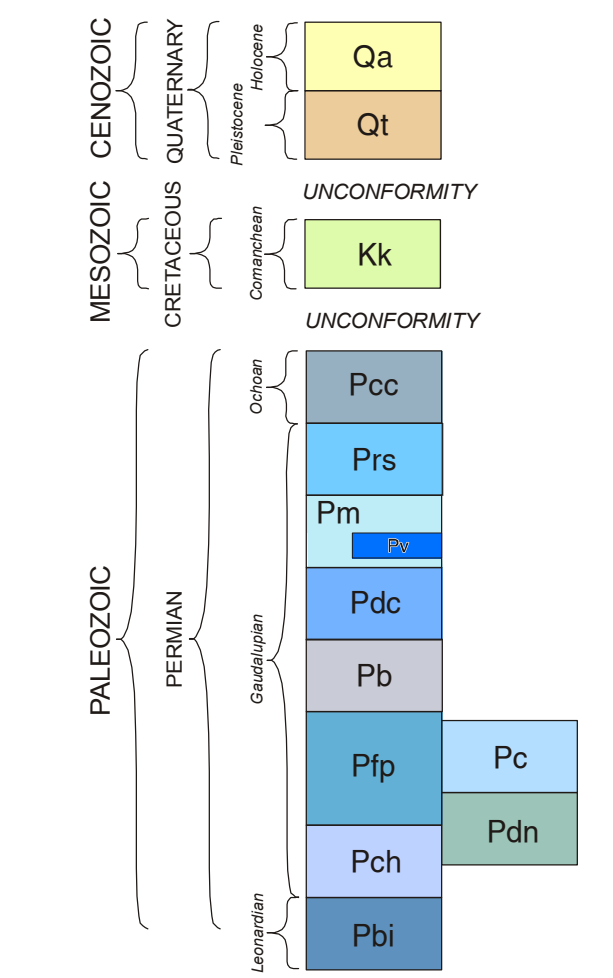 CENOZOIC
QUATERNARY
Holocene
Qa
Pleistocene
Qt
UNCONFORMITY
MESOZOIC
CRETACEOUS
Comanchean
Kk
UNCONFORMITY
PALEOZOIC
PERMIAN
Ochoan
Pcc
Gaudalupian
Prs
Pm
Pv
Pdc
Pb
Pfp
Pc
Pdn
Pch
Leonardian
Pbi